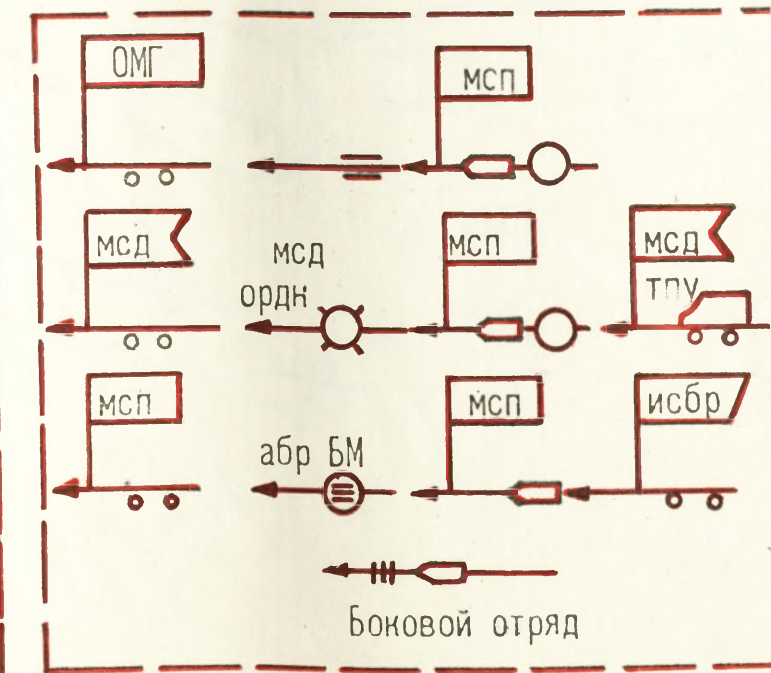 ОМГ
МСП
МСД
МСД
ОРДН
МСП
МСД
ТПУ
МСП
абр БМ
МСП
исбр
Боковой отряд